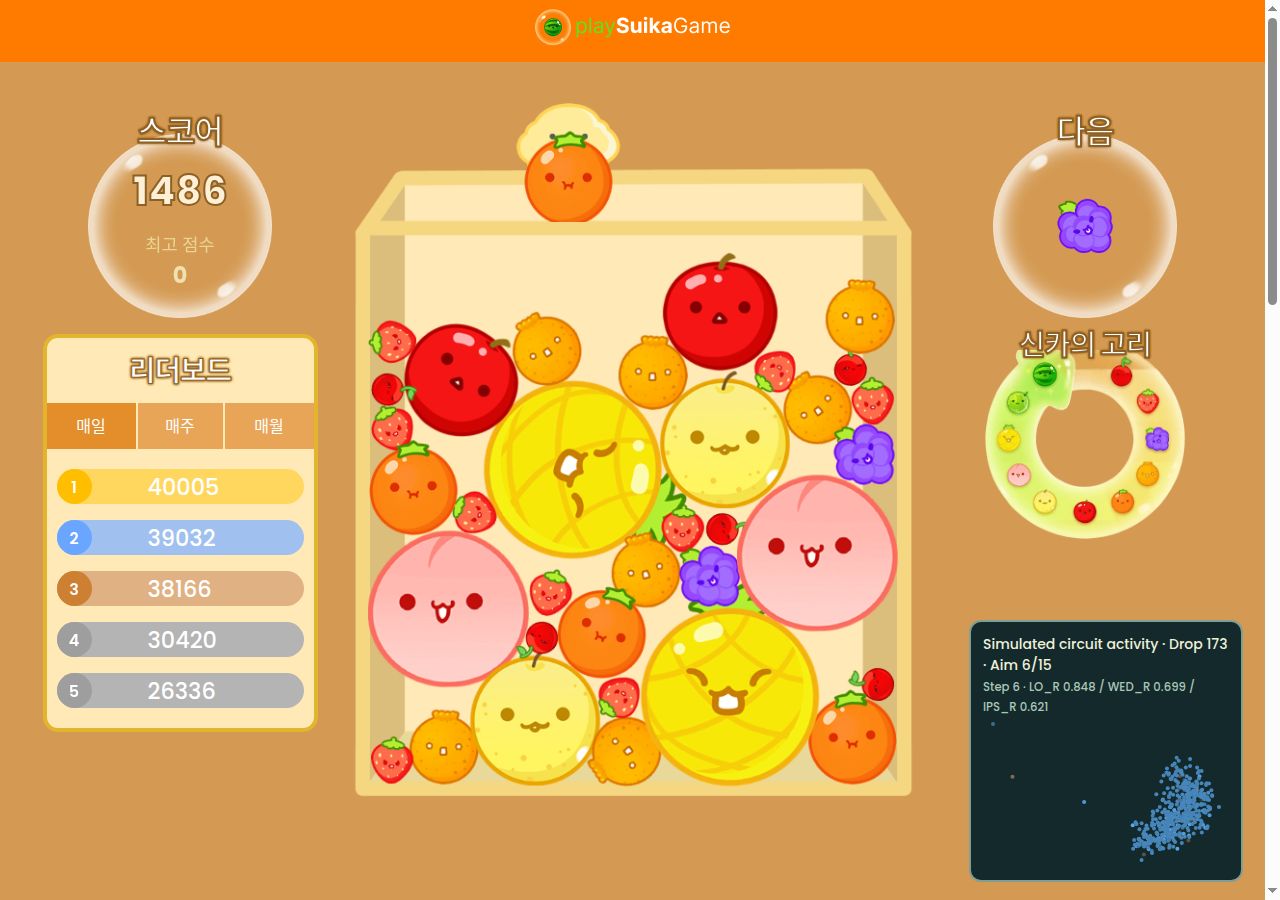 playSuikaGame
스코어
1486
최고 점수
0
다음
신카의 고리
리더보드
매일 매주 매월
1 40005
2 39032
3 38166
4 30420
5 26336
Simulated circuit activity · Drop 173
· Aim 6/15
Step 6 · LO_R 0.848 / WED_R 0.699 /
IPS_R 0.621